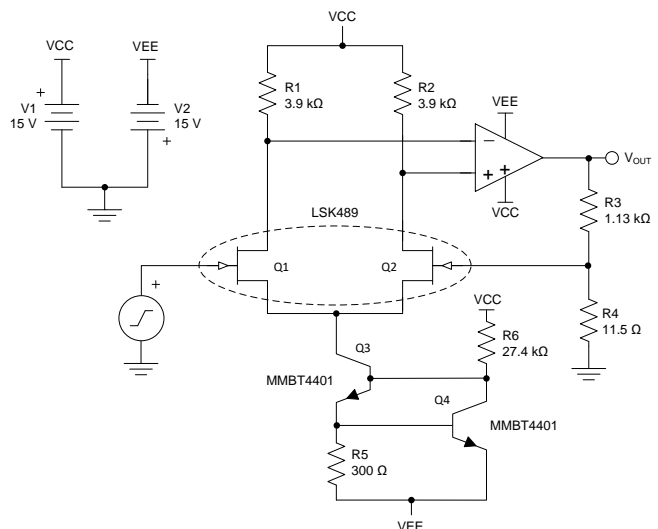 VCC
VCC
VEE
+
V1
15 V
V2
15 V
+
R1
3.9 kΩ
R2
3.9 kΩ
VEE
−
+
+
VCC
VOUT
R3
1.13 kΩ
LSK489
Q1
Q2
+
R4
11.5 Ω
VCC
R6
27.4 kΩ
Q3
MMBT4401
Q4
MMBT4401
R5
300 Ω
VEE